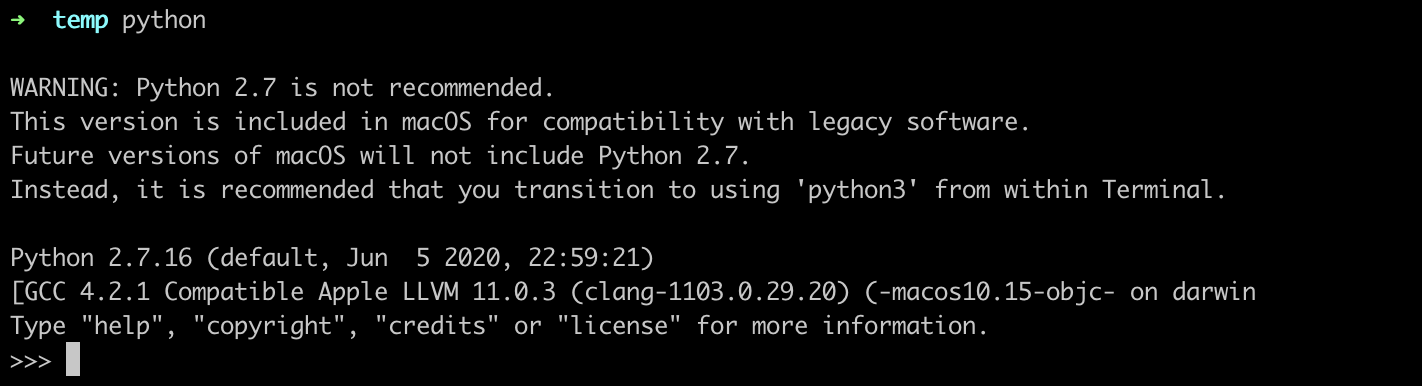 ➜  temp python
WARNING: Python 2.7 is not recommended.
This version is included in macOS for compatibility with legacy software.
Future versions of macOS will not include Python 2.7.
Instead, it is recommended that you transition to using 'python3' from within Terminal.
Python 2.7.16 (default, Jun  5 2020, 22:59:21)
[GCC 4.2.1 Compatible Apple LLVM 11.0.3 (clang-1103.0.29.20) (-macos10.15-objc- on darwin
Type "help", "copyright", "credits" or "license" for more information.
>>>